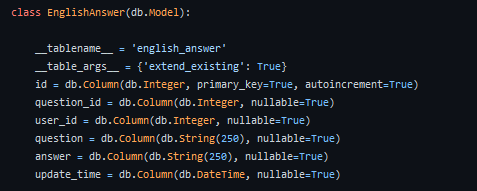 class EnglishAnswer(db.Model):
__tablename__ = 'english_answer'
__table_args__ = {'extend_existing': True}
id = db.Column(db.Integer, primary_key=True, autoincrement=True)
question_id = db.Column(db.Integer, nullable=True)
user_id = db.Column(db.Integer, nullable=True)
question = db.Column(db.String(250), nullable=True)
answer = db.Column(db.String(250), nullable=True)
update_time = db.Column(db.DateTime, nullable=True)